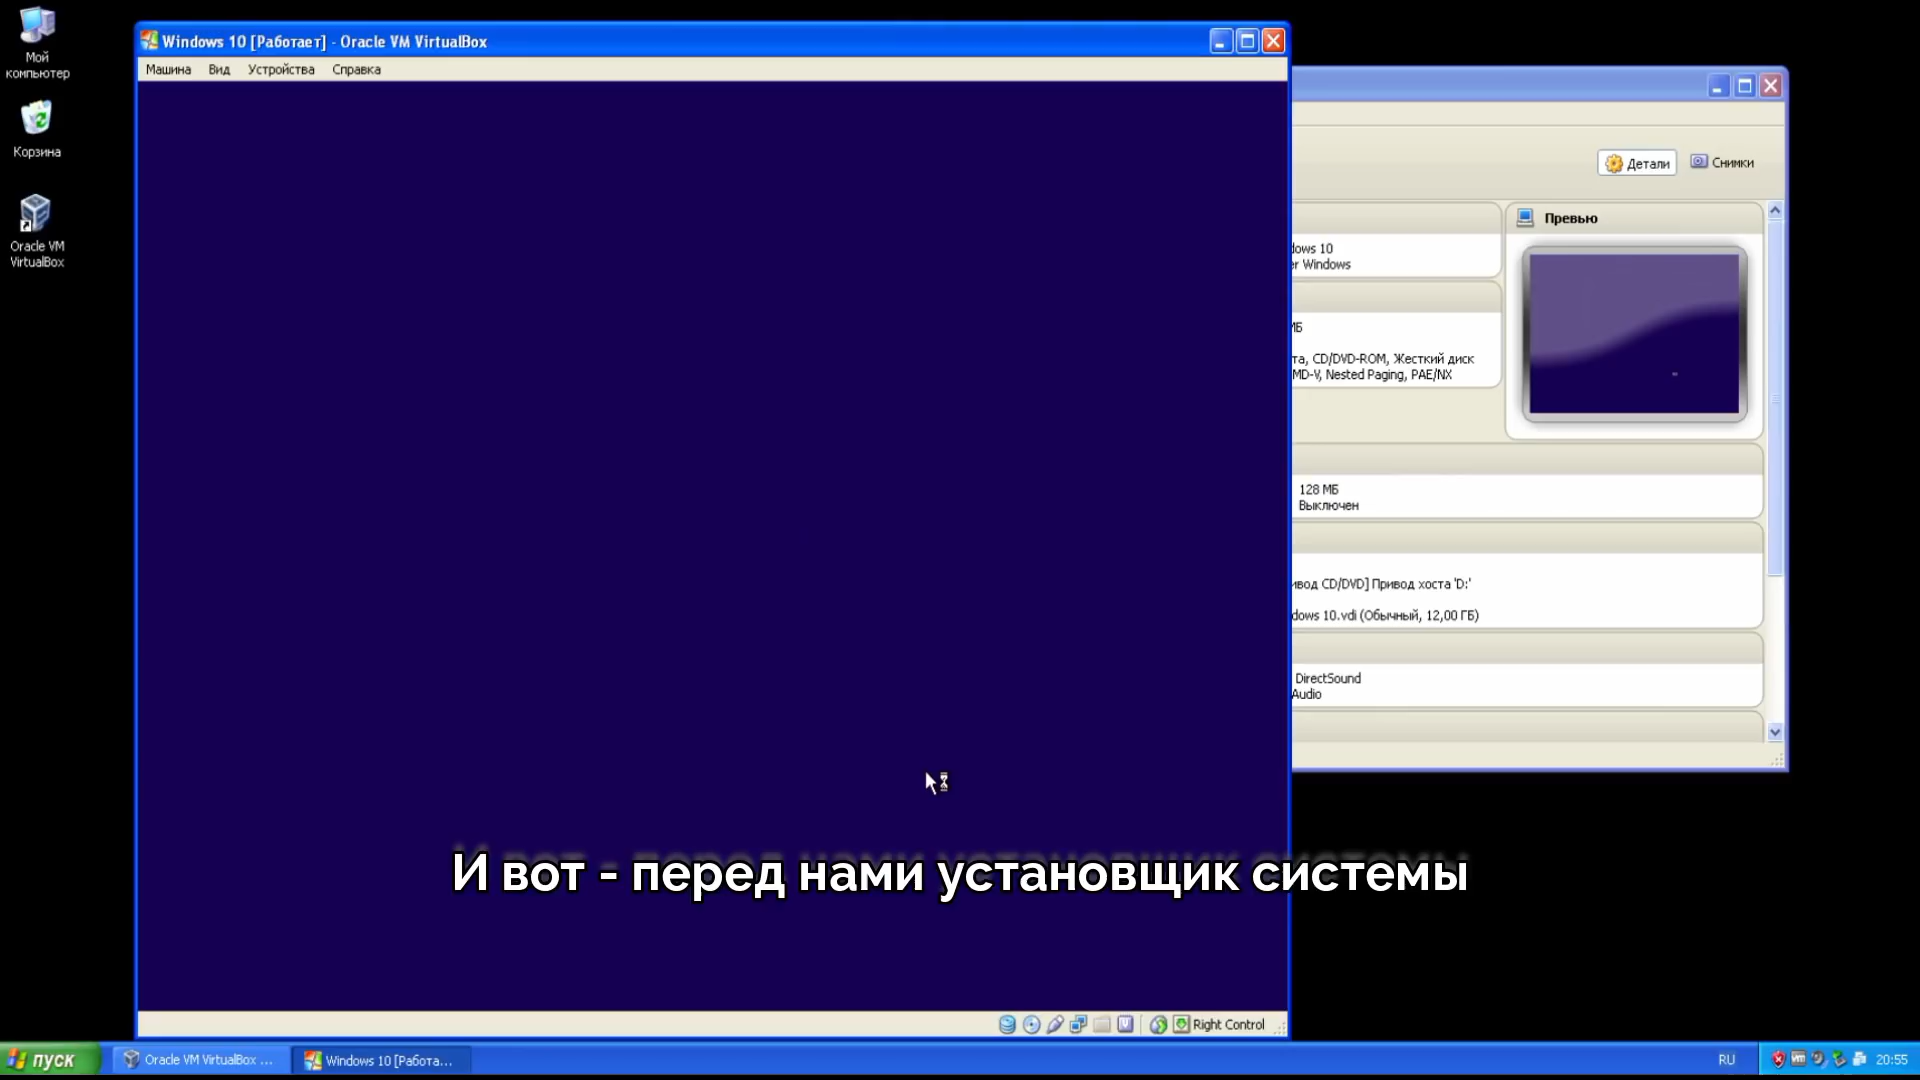 Мой
компьютер
Корзина
Oracle VM
VirtualBox
Windows 10 [Работает] - Oracle VM VirtualBox
Машина Вид Устройства Справка
Детали Снимки
Превью
dows 10
er Windows
МБ
та, CD/DVD-ROM, Жесткий диск
MD-V, Nested Paging, PAE/NX
128 МБ
Выключен
ивод CD/DVD] Привод хоста 'D:'
dows 10.vdi (Обычный, 12,00 ГБ)
DirectSound
Audio
И вот - перед нами установщик системы
Right Control
пуск
Oracle VM VirtualBox ...
Windows 10 [Работа...
RU
20:55